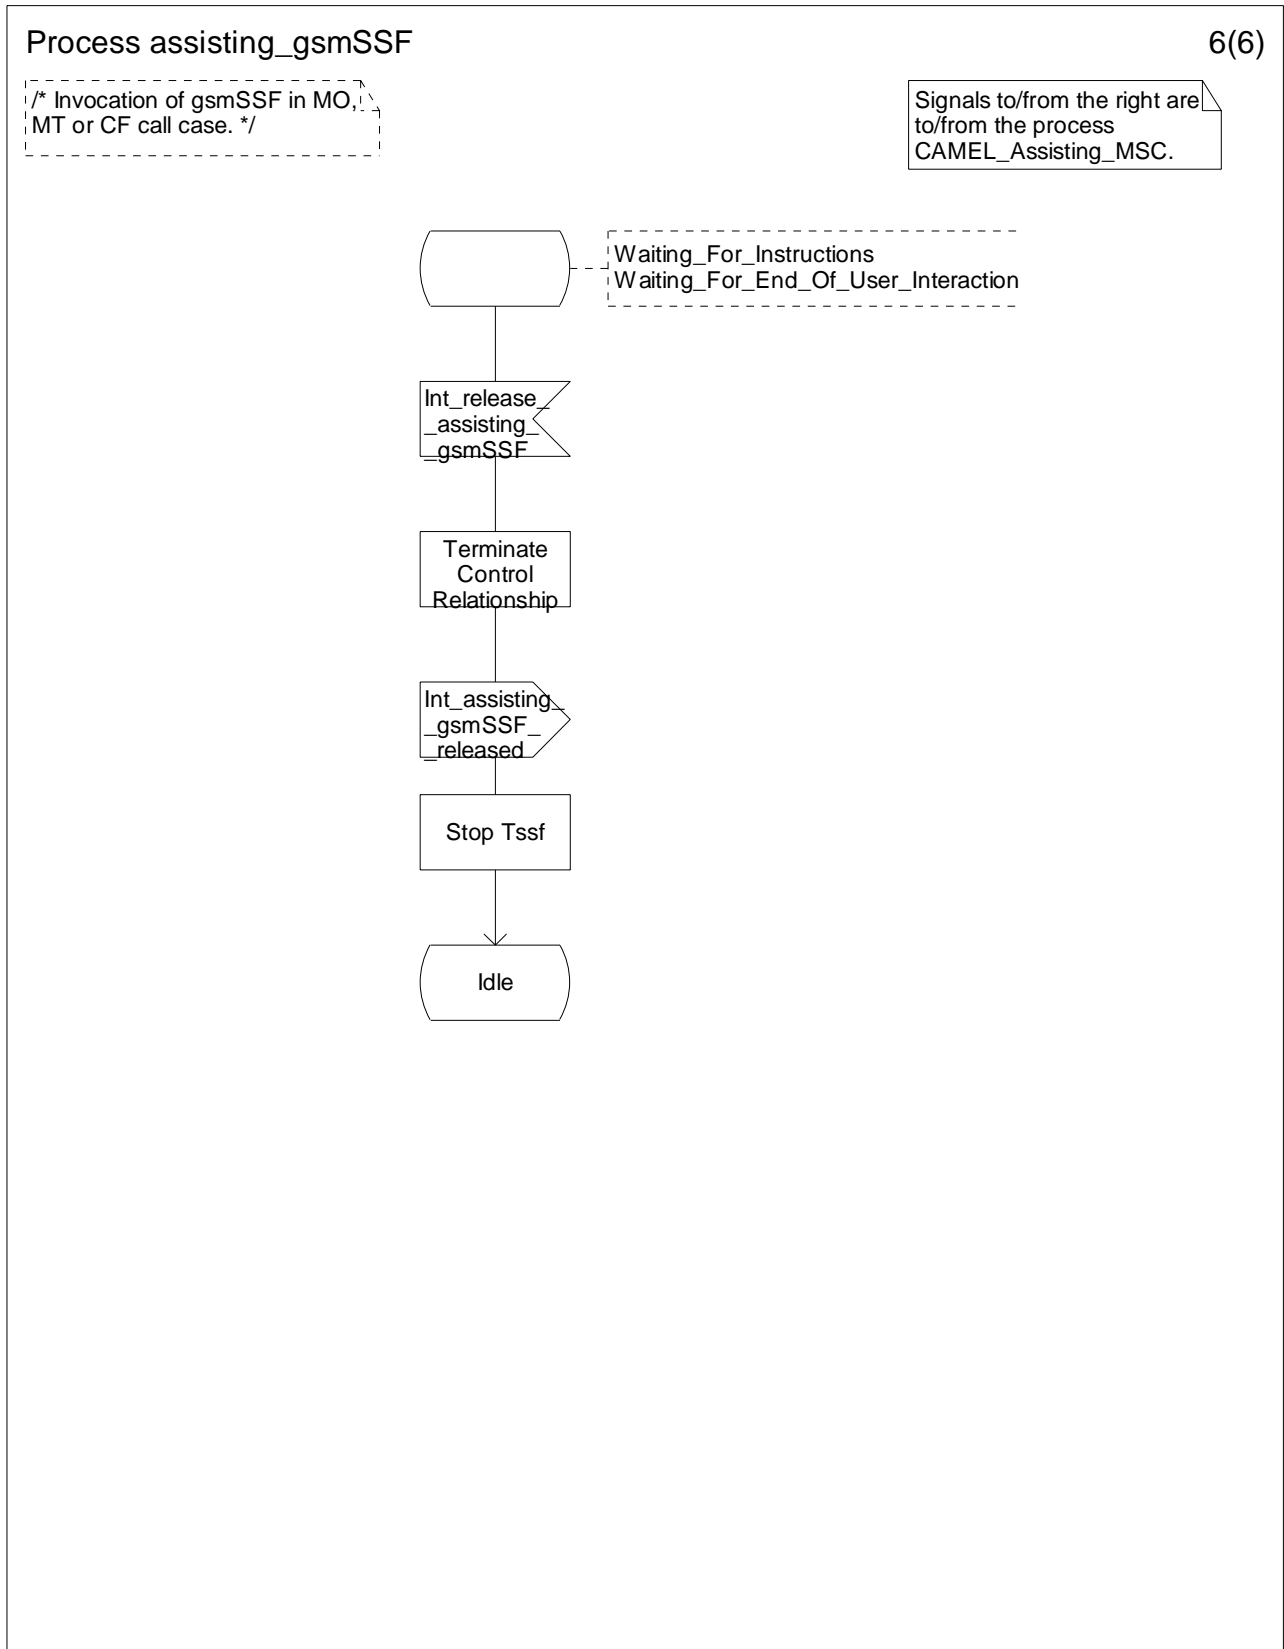 Process assisting_gsmSSF
6(6)
/* Invocation of gsmSSF in MO,
MT or CF call case. */
Signals to/from the right are
to/from the process
CAMEL_Assisting_MSC.
Waiting_For_Instructions
Waiting_For_End_Of_User_Interaction
Int_release_
_assisting_
_gsmSSF
Terminate
Control
Relationship
Int_assisting_
_gsmSSF_
_released
Stop Tssf
Idle